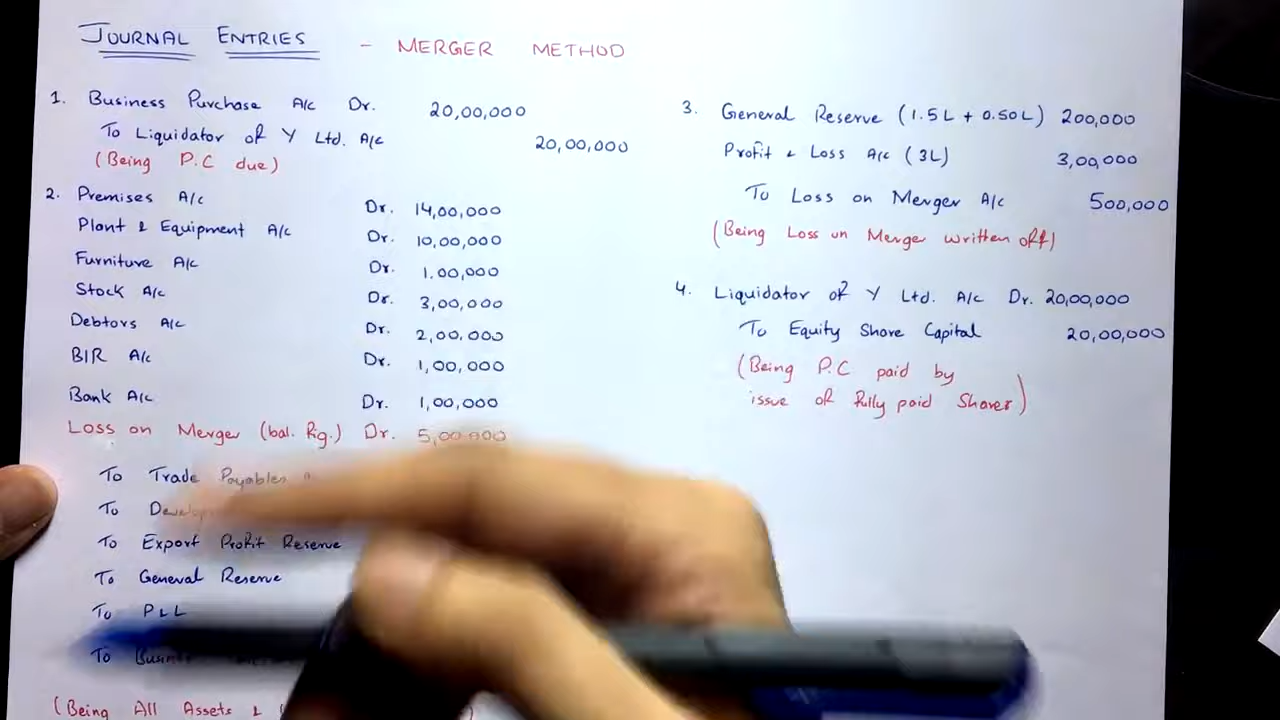 JOURNAL ENTRIES - MERGER METHOD
1. Business Purchase A/c Dr. 20,00,000
To Liquidator of Y Ltd. A/c 20,00,000
(Being P.C due)
2. Premises A/c Dr. 14,00,000
Plant & Equipment A/c Dr. 10,00,000
Furniture A/c Dr. 1.00,000
Stock A/c Dr. 3,00,000
Debtors A/c Dr. 2,00,000
B/R A/c Dr. 1,00,000
Bank A/c Dr. 1,00,000
Loss on Merger (bal. fig.) Dr. 5,00,000
To Trade Payables
To
To Export Profit Reserve
To General Reserve
To P&L
To
(Being All Assets &
3. General Reserve (1.5L + 0.50L) 200,000
Profit & Loss A/c (3L) 3,00,000
To Loss on Merger A/c 500,000
(Being Loss on Merger written off)
4. Liquidator of Y Ltd. A/c Dr. 20,00,000
To Equity Share Capital 20,00,000
(Being P.C paid by
issue of fully paid Shares)